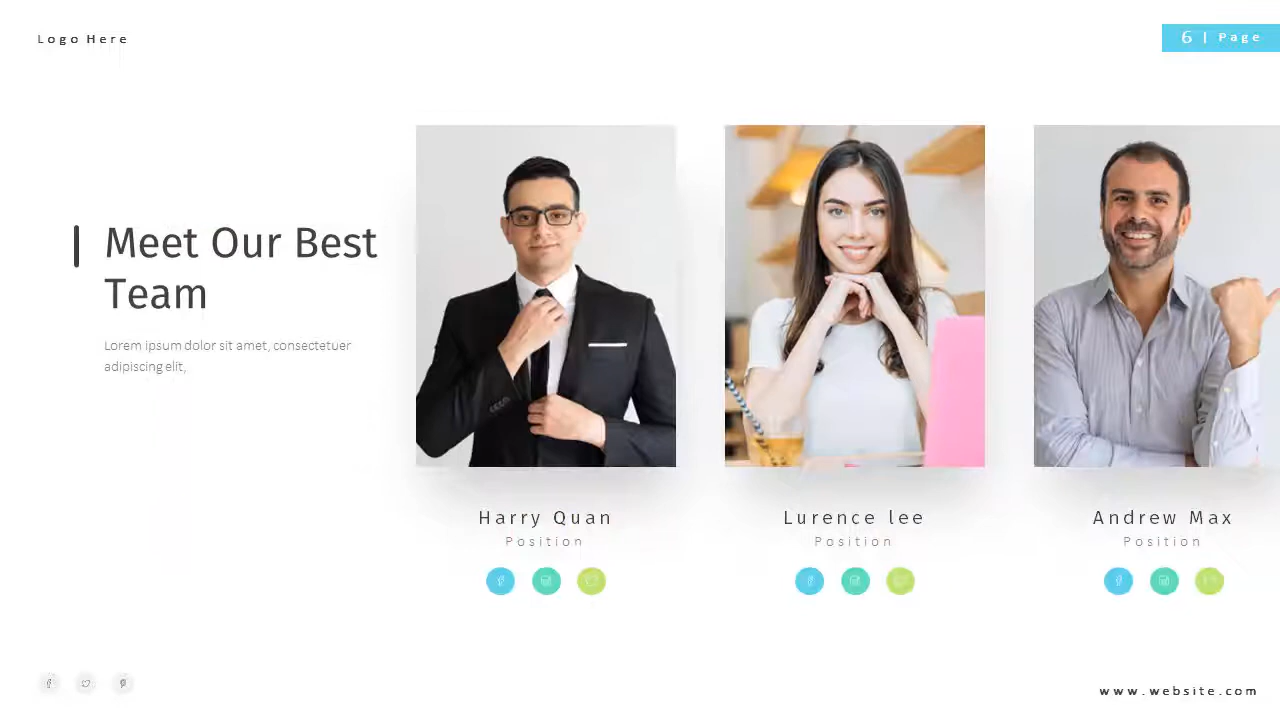 Logo Here
6 | Page
Meet Our Best
Team
Lorem ipsum dolor sit amet, consectetuer
adipiscing elit,
Harry Quan
Position
Lurence lee
Position
Andrew Max
Position
www.website.com